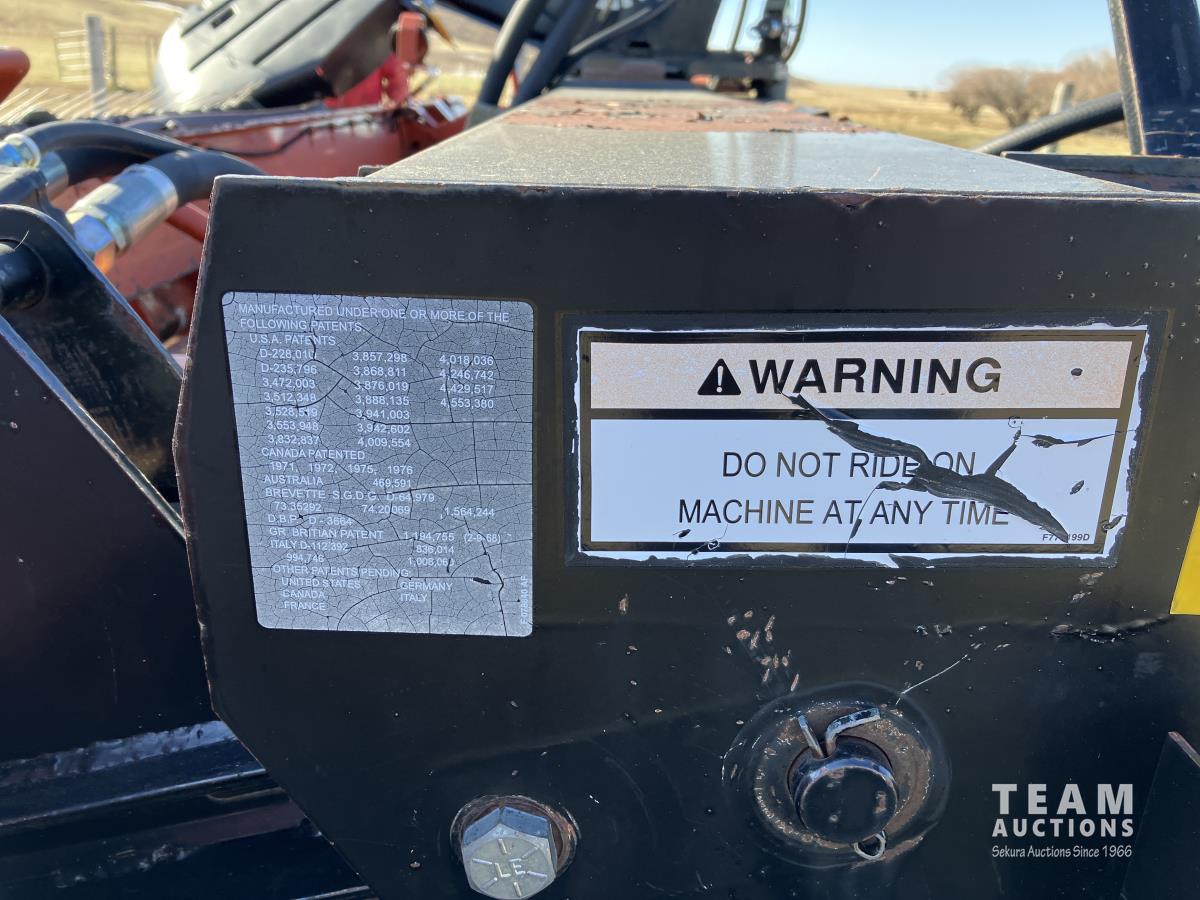 MANUFACTURED UNDER ONE OR MORE OF THE
FOLLOWING PATENTS
U.S.A. PATENTS
D-228,010 3,857,298 4,018,036
D-235,796 3,868,811 4,246,742
3,472,003 3,876,019 4,429,517
3,512,348 3,888,135 4,553,380
3,528,519 3,941,003
3,553,948 3,942,602
3,832,837 4,009,554
CANADA PATENTED
1971, 1972, 1975, 1976
AUSTRALIA 469,591
BREVETTE S.G.D.G. D-64,979
73.35292 74.20069 1,564,244
D.B.P. D - 3664
GR. BRITIAN PATENT 1,194,755 (2-9-68)
ITALY D-112,392 836,014
994,746 1,008,060
OTHER PATENTS PENDING:
UNITED STATES GERMANY
CANADA ITALY
FRANCE
WARNING
DO NOT RIDE ON
MACHINE AT ANY TIME
LE
TEAM
AUCTIONS
Sekura Auctions Since 1966